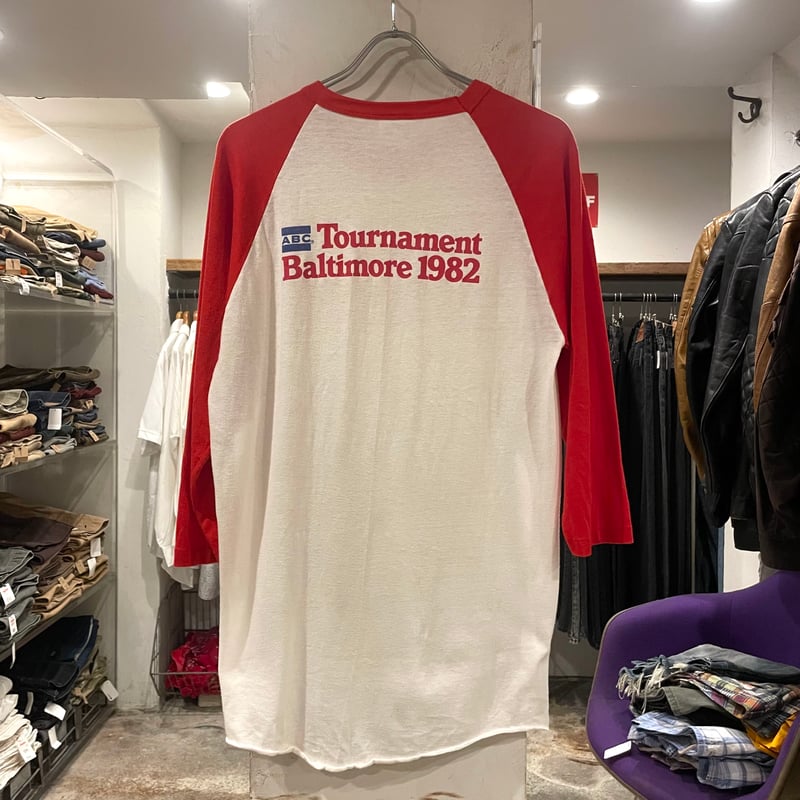 ABC Tournament
Baltimore 1982
F